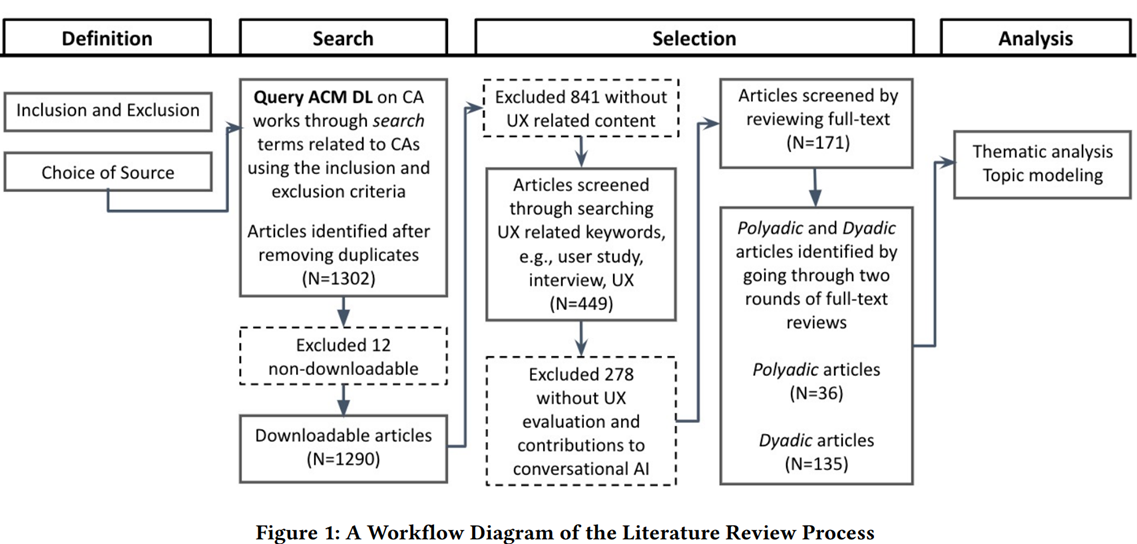 Definition
Search
Selection
Analysis
Inclusion and Exclusion
Choice of Source
Query ACM DL on CA
works through search
terms related to CAs
using the inclusion and
exclusion criteria
Articles identified after
removing duplicates
(N=1302)
Excluded 12
non-downloadable
Downloadable articles
(N=1290)
Excluded 841 without
UX related content
Articles screened
through searching
UX related keywords,
e.g., user study,
interview, UX
(N=449)
Excluded 278
without UX
evaluation and
contributions to
conversational AI
Articles screened by
reviewing full-text
(N=171)
Polyadic and Dyadic
articles identified by
going through two
rounds of full-text
reviews
Polyadic articles
(N=36)
Dyadic articles
(N=135)
Thematic analysis
Topic modeling
Figure 1: A Workflow Diagram of the Literature Review Process